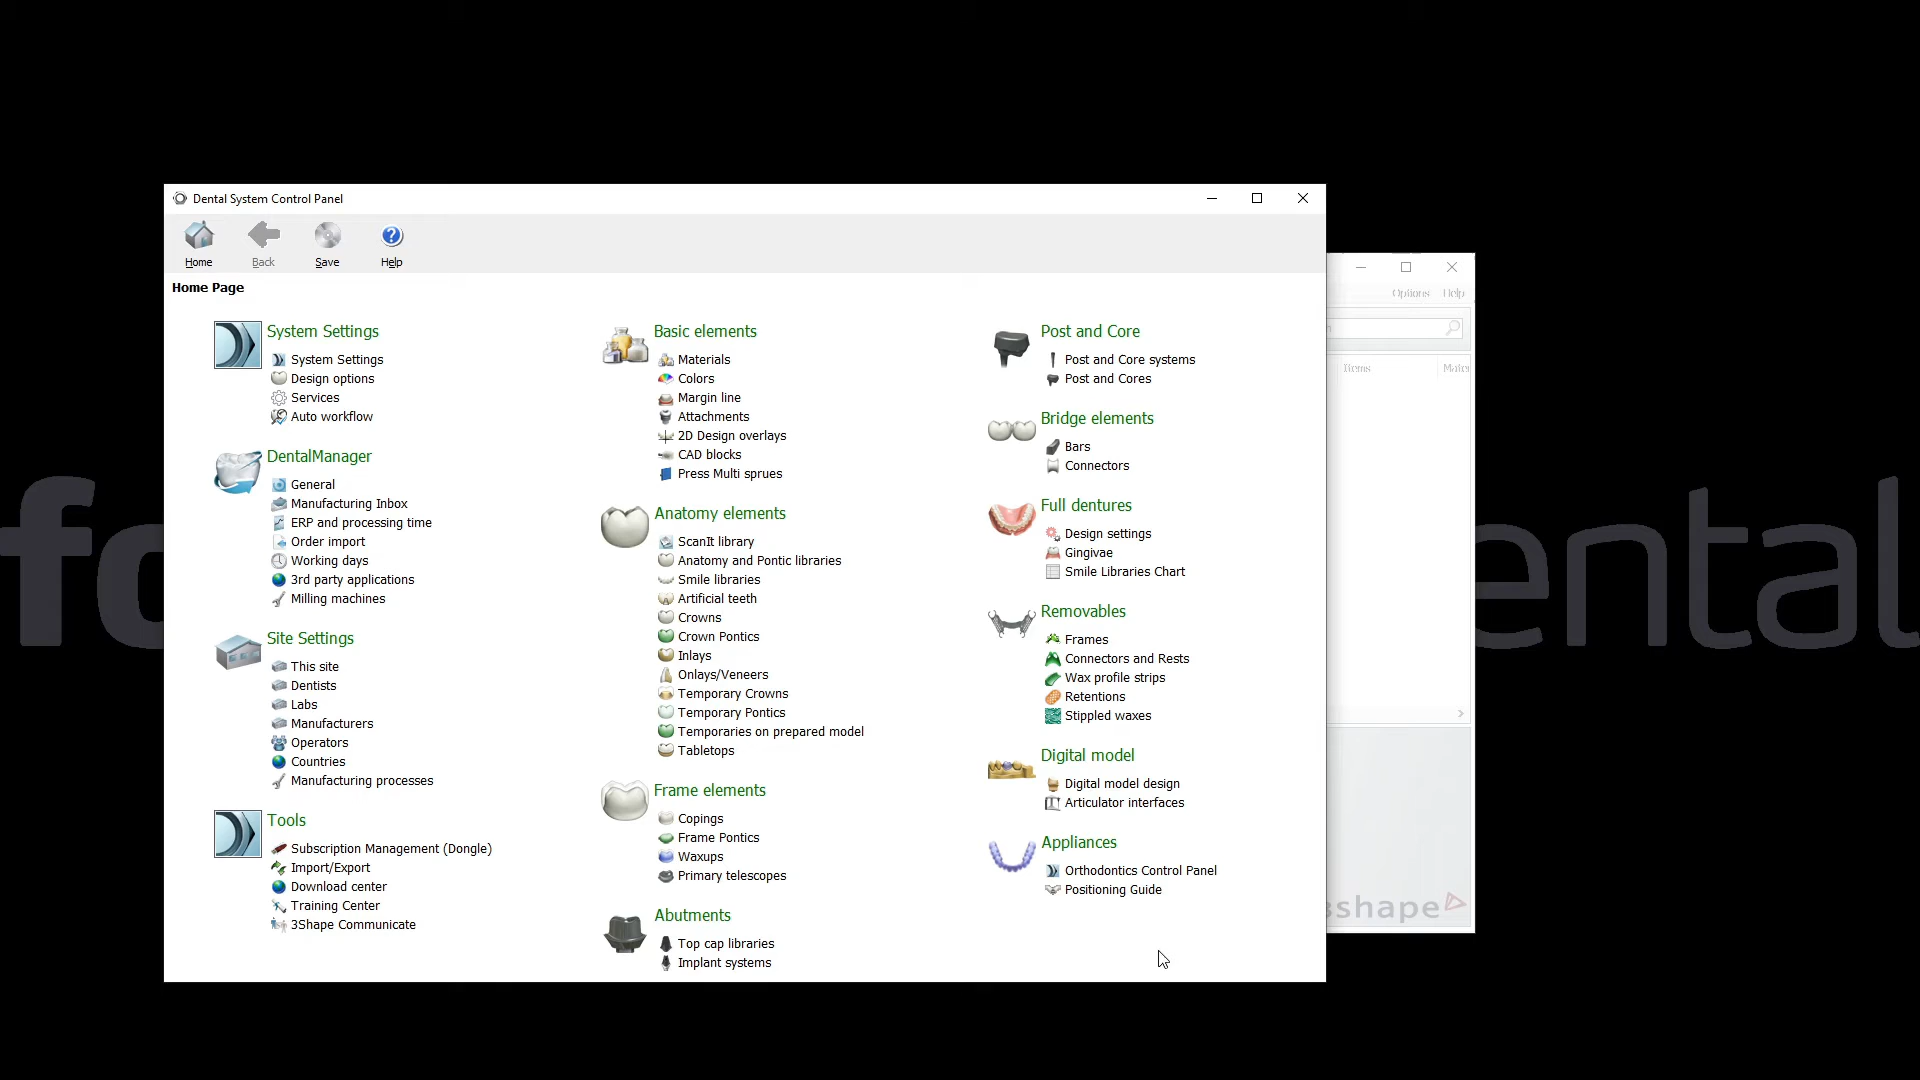 Dental System Control Panel
Home
Back
Save
Help
Home Page
System Settings
System Settings
Design options
Services
Auto workflow
DentalManager
General
Manufacturing Inbox
ERP and processing time
Order import
Working days
3rd party applications
Milling machines
Site Settings
This site
Dentists
Labs
Manufacturers
Operators
Countries
Manufacturing processes
Tools
Subscription Management (Dongle)
Import/Export
Download center
Training Center
3Shape Communicate
Basic elements
Materials
Colors
Margin line
Attachments
2D Design overlays
CAD blocks
Press Multi sprues
Anatomy elements
ScanIt library
Anatomy and Pontic libraries
Smile libraries
Artificial teeth
Crowns
Crown Pontics
Inlays
Onlays/Veneers
Temporary Crowns
Temporary Pontics
Temporaries on prepared model
Tabletops
Frame elements
Copings
Frame Pontics
Waxups
Primary telescopes
Abutments
Top cap libraries
Implant systems
Post and Core
Post and Core systems
Post and Cores
Bridge elements
Bars
Connectors
Full dentures
Design settings
Gingivae
Smile Libraries Chart
Removables
Frames
Connectors and Rests
Wax profile strips
Retentions
Stippled waxes
Digital model
Digital model design
Articulator interfaces
Appliances
Orthodontics Control Panel
Positioning Guide
Options Help
Items
3shape